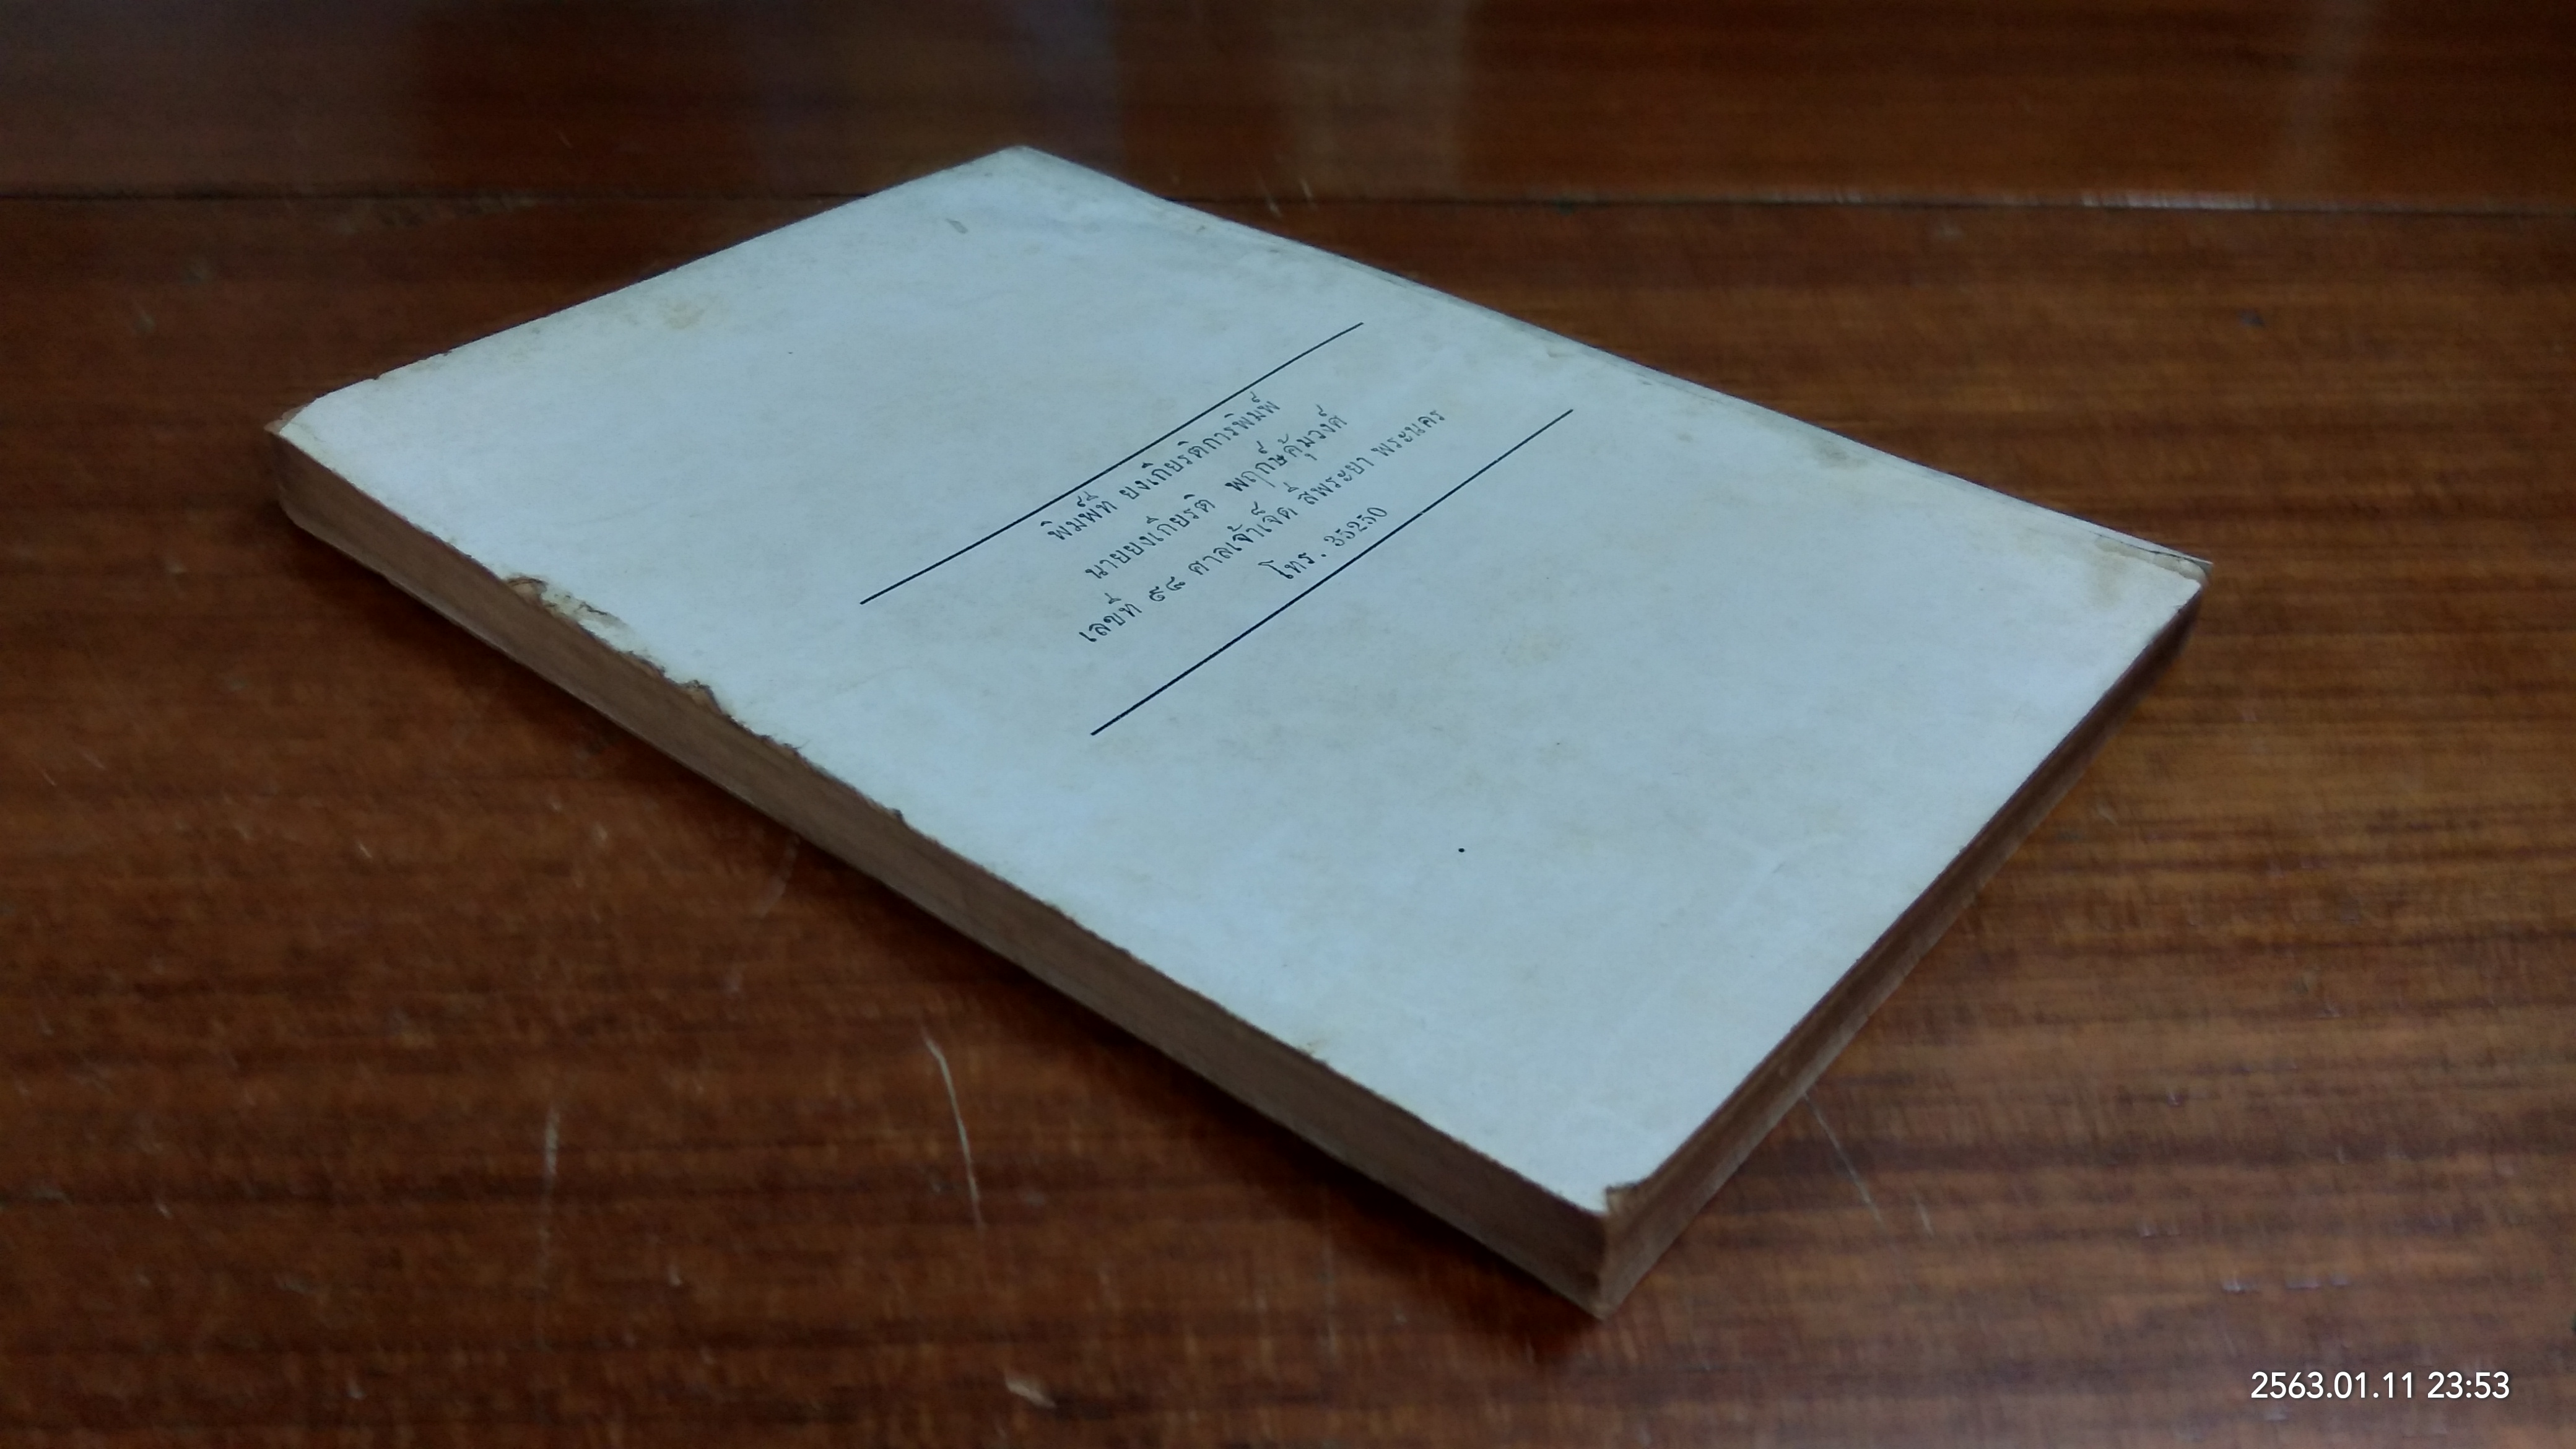 พิมพ์ที่ ยงเกียรติการพิมพ์
นายยงเกียรติ พฤกษ์คุ้มวงศ์
เลขที่ ๕๔ ศาลเจ้าเจ็ด สี่พระยา พระนคร
โทร. 35250
2563.01.11 23:53